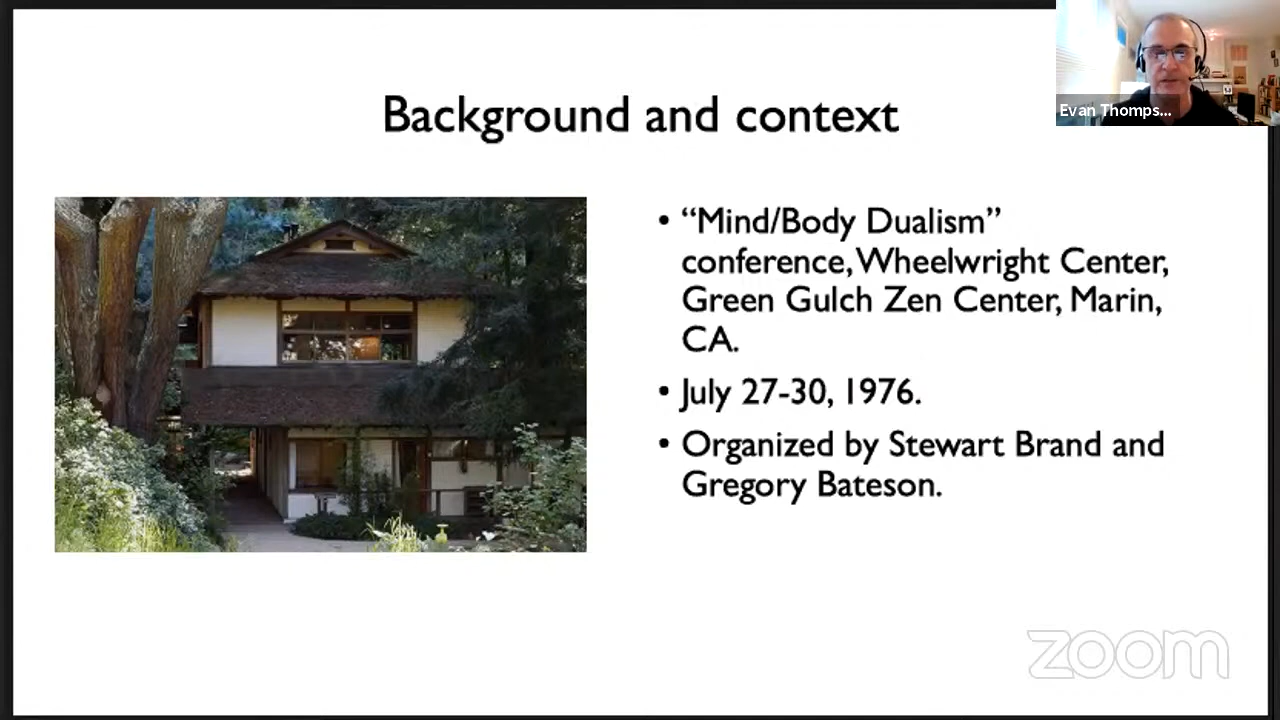 Background and context
Evan Thomps...
• “Mind/Body Dualism”
conference, Wheelwright Center,
Green Gulch Zen Center, Marin,
CA.
• July 27-30, 1976.
• Organized by Stewart Brand and
Gregory Bateson.
zoom